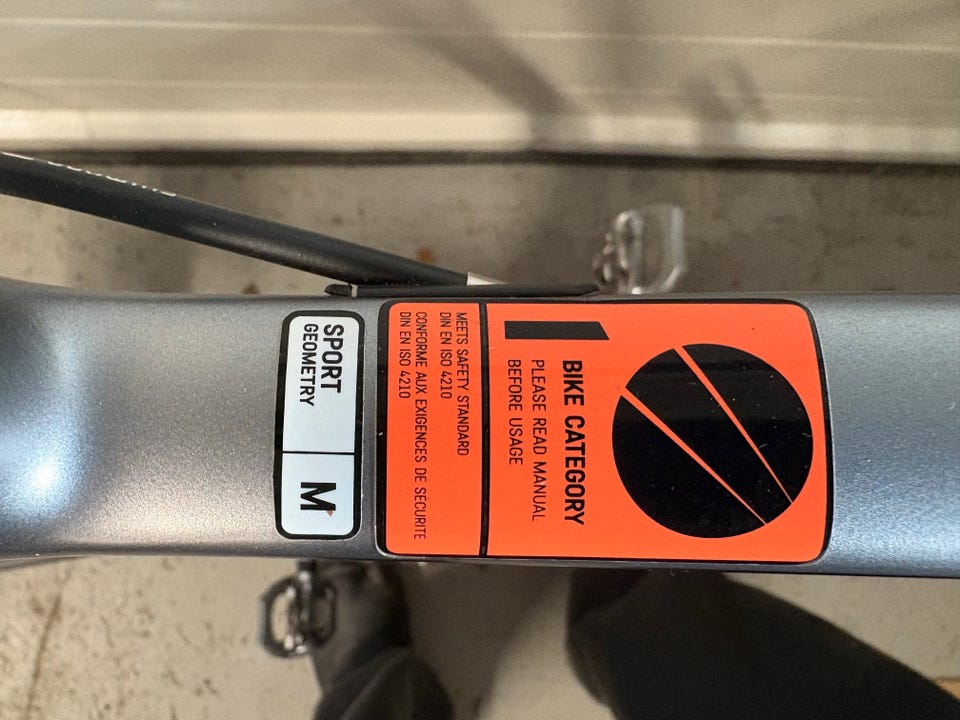 1
BIKE CATEGORY
PLEASE READ MANUAL
BEFORE USAGE
MEETS SAFETY STANDARD
DIN EN ISO 4210
CONFORME AUX EXIGENCES DE SECURITE
DIN EN ISO 4210
SPORT
GEOMETRY
M